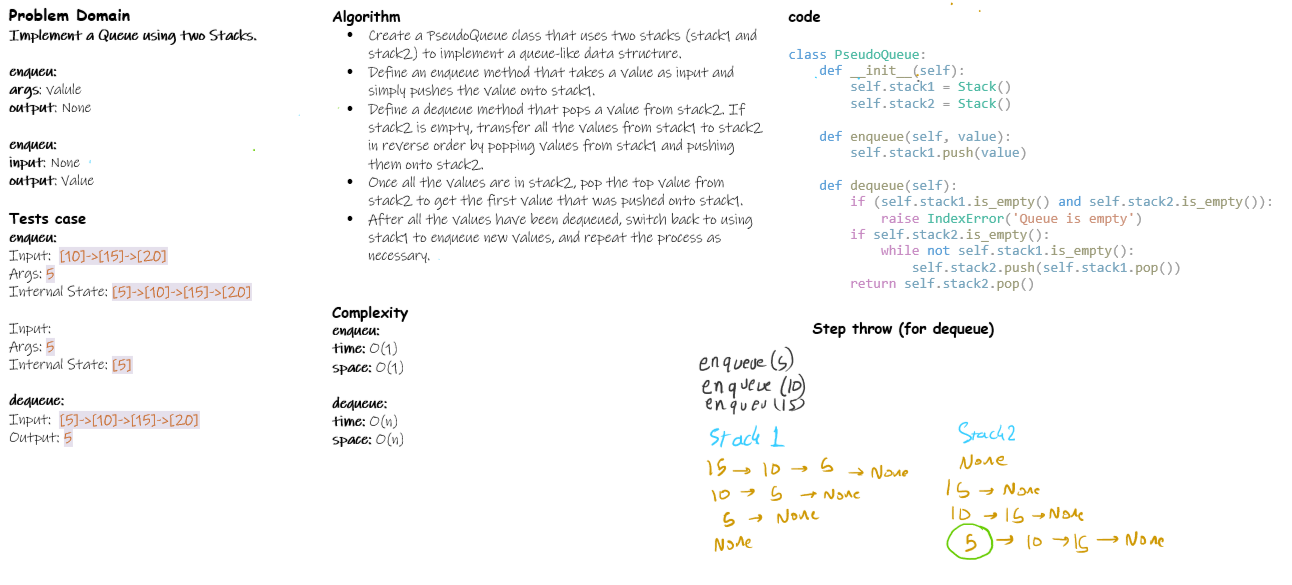 Problem Domain
Implement a Queue using two Stacks.
enqueu:
args: valule
output: None
enqueu:
input: None
output: Value
Tests case
enqueu:
Input: [10]->[15]->[20]
Args: 5
Internal State: [5]->[10]->[15]->[20]
Input:
Args: 5
Internal State: [5]
dequeue:
Input: [5]->[10]->[15]->[20]
Output: 5
Algorithm
• Create a PseudoQueue class that uses two stacks (stack1 and
stack2) to implement a queue-like data structure.
• Define an enqueue method that takes a value as input and
simply pushes the value onto stack1.
• Define a dequeue method that pops a value from stack2. If
stack2 is empty, transfer all the values from stack1 to stack2
in reverse order by popping values from stack1 and pushing
them onto stack2.
• Once all the values are in stack2, pop the top value from
stack2 to get the first value that was pushed onto stack1.
• After all the values have been dequeued, switch back to using
stack1 to enqueue new values, and repeat the process as
necessary.
Complexity
enqueu:
time: O(1)
space: O(1)
dequeue:
time: O(n)
space: O(n)
code
class PseudoQueue:
def __init__(self):
self.stack1 = Stack()
self.stack2 = Stack()
def enqueue(self, value):
self.stack1.push(value)
def dequeue(self):
if (self.stack1.is_empty() and self.stack2.is_empty()):
raise IndexError('Queue is empty')
if self.stack2.is_empty():
while not self.stack1.is_empty():
self.stack2.push(self.stack1.pop())
return self.stack2.pop()
Step throw (for dequeue)
enqueue(5)
enqueue(10)
enqueu(15)
Stack 1
15 → 10 → 5 → None
10 → 5 → None
5 → None
None
Stack2
None
15 → None
10 → 15 → None
5 → 10 → 15 → None